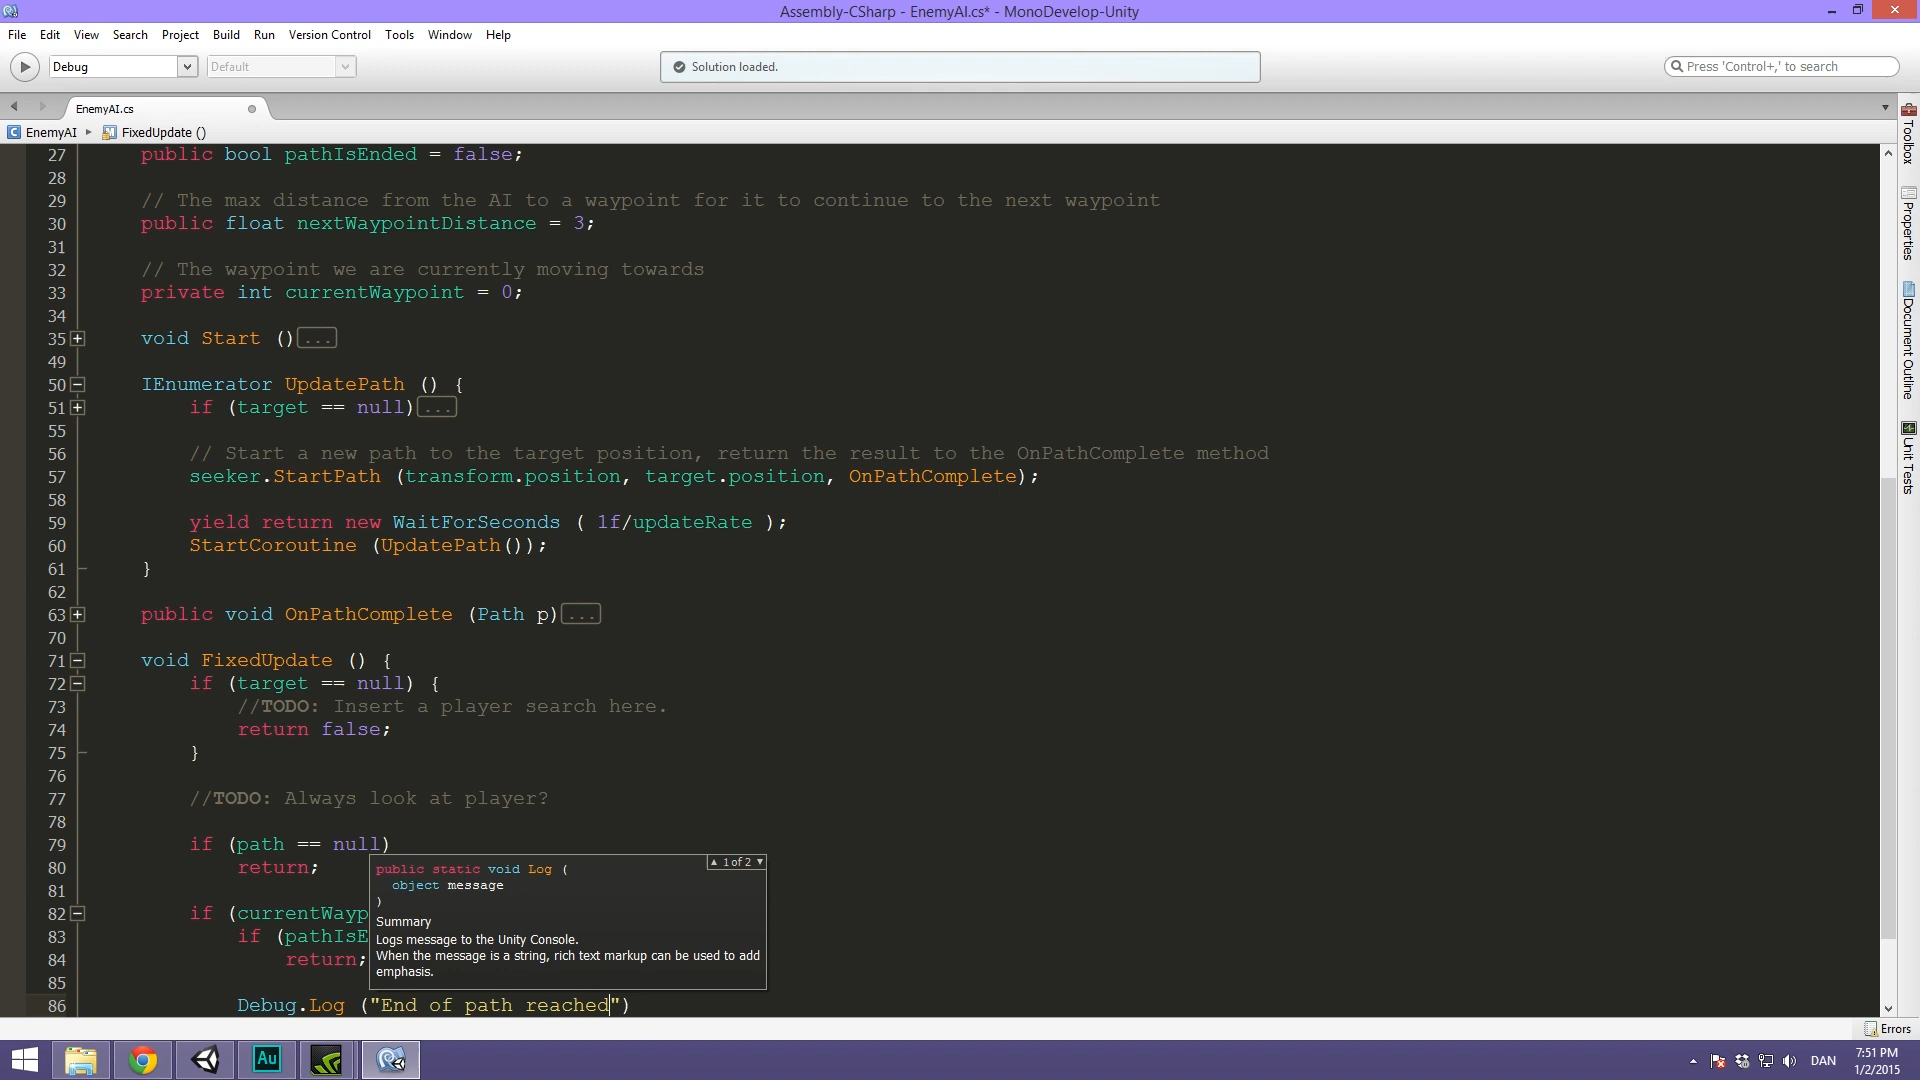 Assembly-CSharp - EnemyAI.cs* - MonoDevelop-Unity
File Edit View Search Project Build Run Version Control Tools Window Help
Debug Default Solution loaded. Press 'Control+,' to search
EnemyAI.cs
EnemyAI FixedUpdate ()
27 public bool pathIsEnded = false;
28
29 // The max distance from the AI to a waypoint for it to continue to the next waypoint
30 public float nextWaypointDistance = 3;
31
32 // The waypoint we are currently moving towards
33 private int currentWaypoint = 0;
34
35 void Start ()...
49
50 IEnumerator UpdatePath () {
51 if (target == null)...
55
56 // Start a new path to the target position, return the result to the OnPathComplete method
57 seeker.StartPath (transform.position, target.position, OnPathComplete);
58
59 yield return new WaitForSeconds ( 1f/updateRate );
60 StartCoroutine (UpdatePath());
61 }
62
63 public void OnPathComplete (Path p)...
70
71 void FixedUpdate () {
72 if (target == null) {
73 //TODO: Insert a player search here.
74 return false;
75 }
76
77 //TODO: Always look at player?
78
79 if (path == null)
80 return;
81
82 if (currentWayp
83 if (pathIsE
84 return;
85
86 Debug.Log ("End of path reached")
1 of 2
public static void Log (
object message
)
Summary
Logs message to the Unity Console.
When the message is a string, rich text markup can be used to add
emphasis.
Toolbox
Properties
Document Outline
Unit Tests
Errors
Au
DAN
7:51 PM
1/2/2015